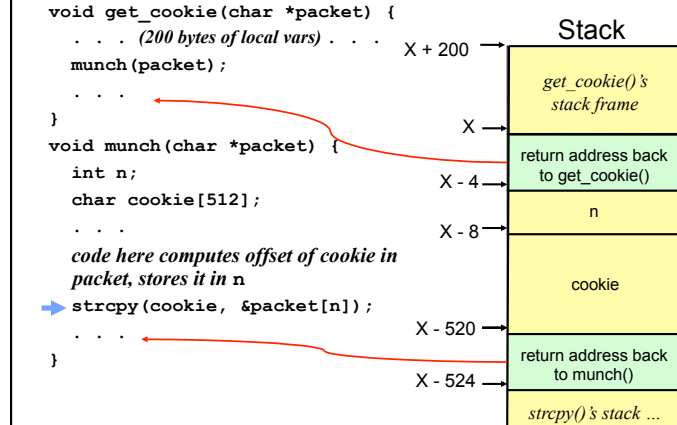 void get_cookie(char *packet) {
. . . (200 bytes of local vars) . . .
munch(packet);
. . .
}
void munch(char *packet) {
int n;
char cookie[512];
. . .
code here computes offset of cookie in
packet, stores it in n
strcpy(cookie, &packet[n]);
. . .
}
Stack
X + 200
get_cookie()'s
stack frame
X
return address back
to get_cookie()
X - 4
n
X - 8
cookie
X - 520
return address back
to munch()
X - 524
strcpy()'s stack ...